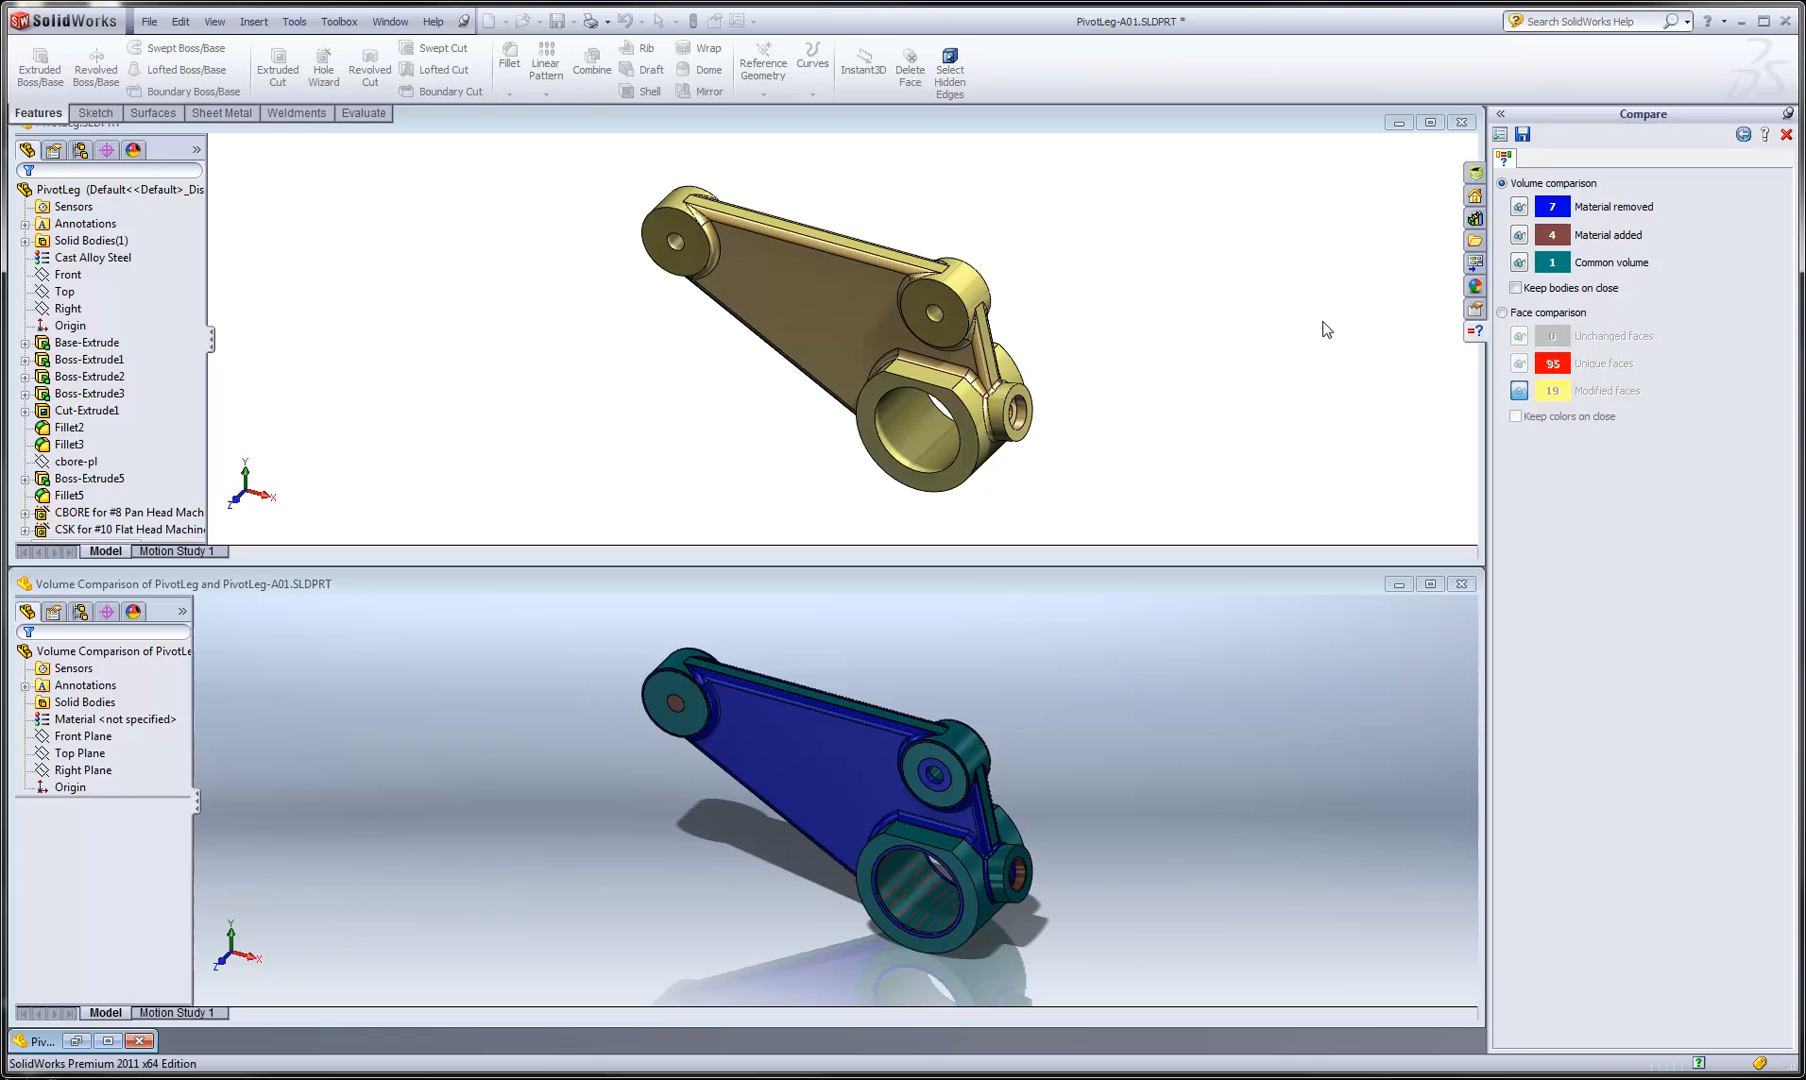 SolidWorks File Edit View Insert Tools Toolbox Window Help PivotLeg-A01.SLDPRT * Search SolidWorks Help
Extruded Boss/Base
Revolved Boss/Base
Swept Boss/Base
Lofted Boss/Base
Boundary Boss/Base
Extruded Cut
Hole Wizard
Revolved Cut
Swept Cut
Lofted Cut
Boundary Cut
Fillet
Linear Pattern
Combine
Rib
Draft
Shell
Wrap
Dome
Mirror
Reference Geometry
Curves
Instant3D
Delete Face
Select Hidden Edges
Features Sketch Surfaces Sheet Metal Weldments Evaluate
PivotLeg (Default<<Default>_Dis
Sensors
Annotations
Solid Bodies(1)
Cast Alloy Steel
Front
Top
Right
Origin
Base-Extrude
Boss-Extrude1
Boss-Extrude2
Boss-Extrude3
Cut-Extrude1
Fillet2
Fillet3
cbore-pl
Boss-Extrude5
Fillet5
CBORE for #8 Pan Head Mach
CSK for #10 Flat Head Machine
Y
X
Z
Model Motion Study 1
Volume Comparison of PivotLeg and PivotLeg-A01.SLDPRT
Volume Comparison of PivotLe
Sensors
Annotations
Solid Bodies
Material <not specified>
Front Plane
Top Plane
Right Plane
Origin
Y
X
Z
Model Motion Study 1
Piv...
SolidWorks Premium 2011 x64 Edition
Compare
Volume comparison
7 Material removed
4 Material added
1 Common volume
Keep bodies on close
Face comparison
0 Unchanged faces
95 Unique faces
19 Modified faces
Keep colors on close